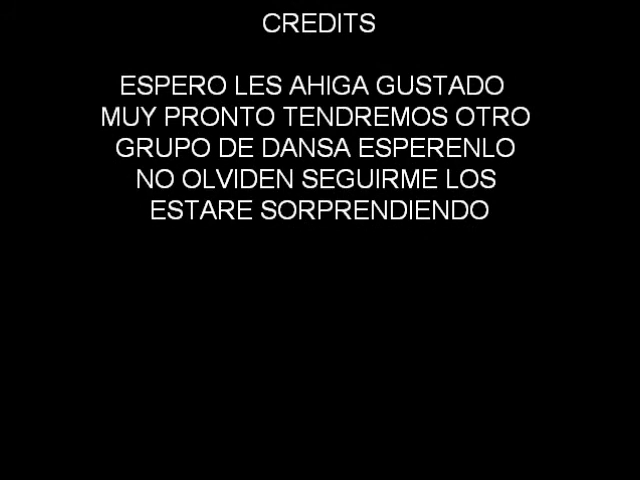 CREDITS
ESPERO LES AHIGA GUSTADO
MUY PRONTO TENDREMOS OTRO
GRUPO DE DANSA ESPERENLO
NO OLVIDEN SEGUIRME LOS
ESTARE SORPRENDIENDO